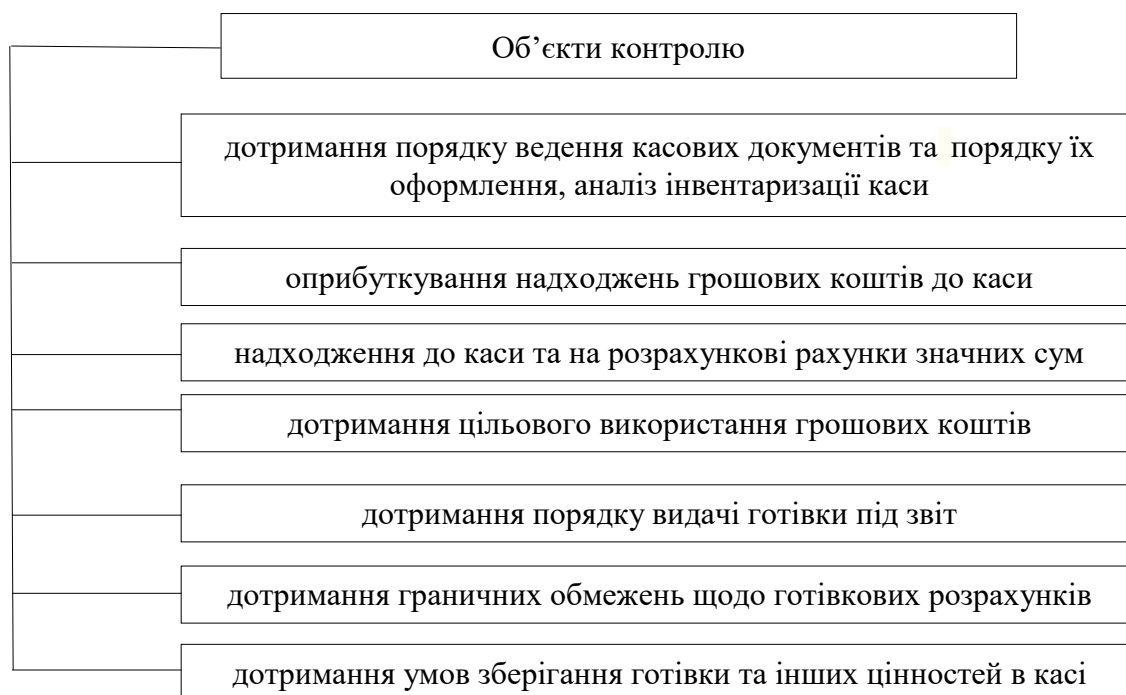 Об’єкти контролю
дотримання порядку ведення касових документів та порядку їх
оформлення, аналіз інвентаризації каси
оприбуткування надходжень грошових коштів до каси
надходження до каси та на розрахункові рахунки значних сум
дотримання цільового використання грошових коштів
дотримання порядку видачі готівки під звіт
дотримання граничних обмежень щодо готівкових розрахунків
дотримання умов зберігання готівки та інших цінностей в касі